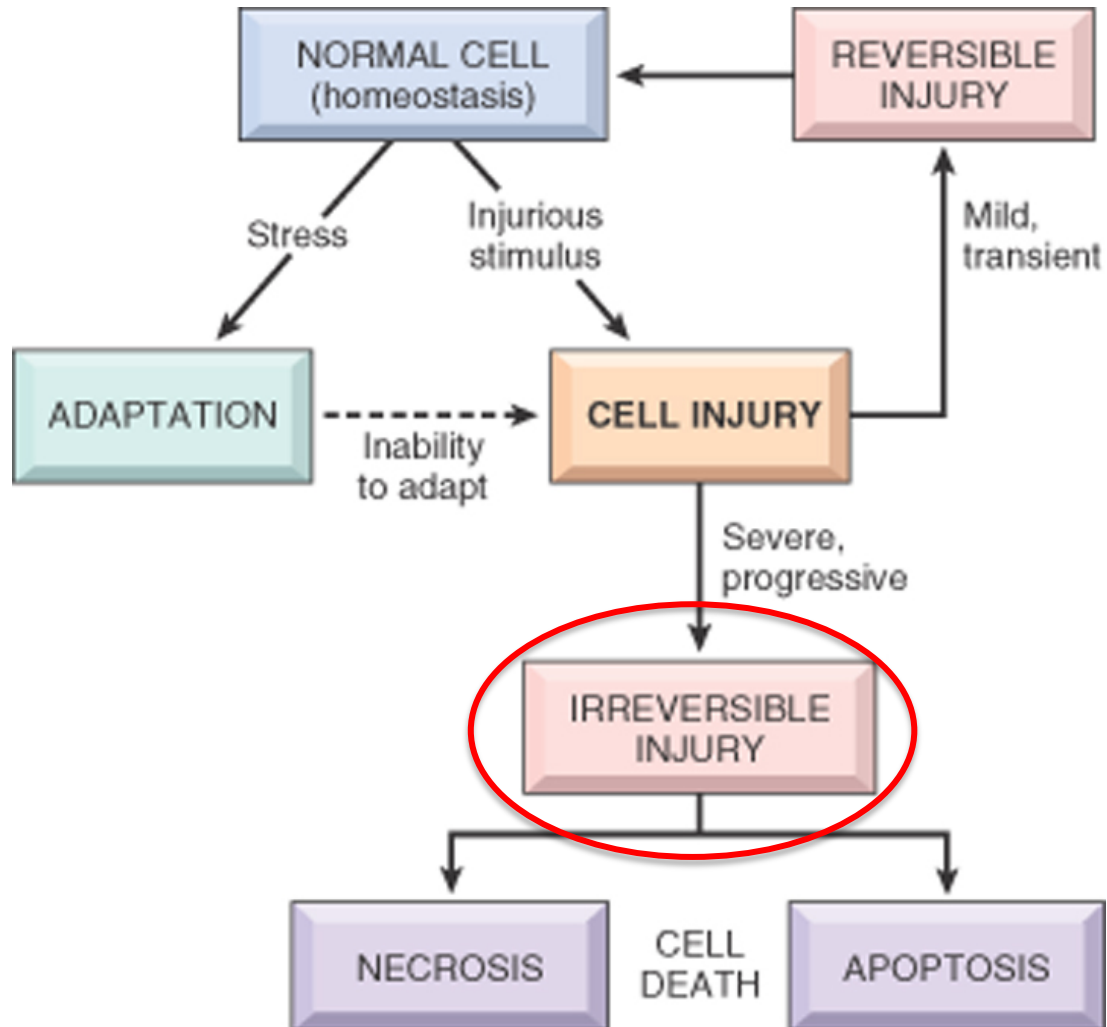 NORMAL CELL
(homeostasis)
REVERSIBLE
INJURY
Stress
Injurious
stimulus
Mild,
transient
ADAPTATION
Inability
to adapt
CELL INJURY
Severe,
progressive
IRREVERSIBLE
INJURY
NECROSIS
CELL
DEATH
APOPTOSIS